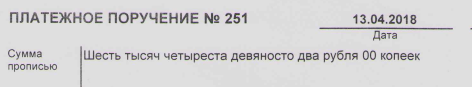 ПЛАТЕЖНОЕ ПОРУЧЕНИЕ № 251 13.04.2018
Дата
Сумма Шесть тысяч четыреста девяносто два рубля 00 копеек
прописью